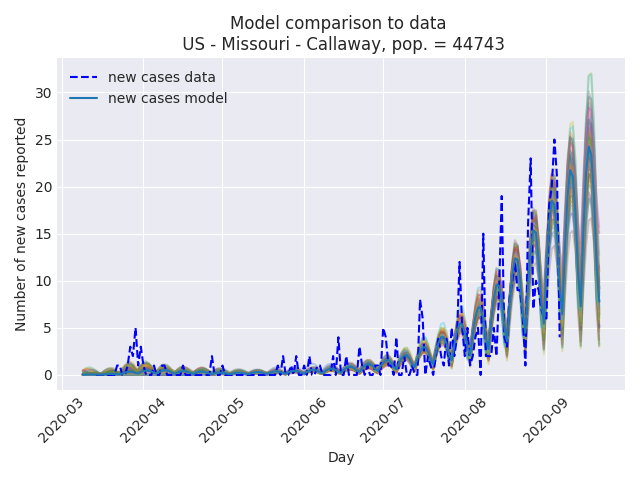 Model comparison to data
US - Missouri - Callaway, pop. = 44743
new cases data
new cases model
Number of new cases reported
30
25
20
15
10
5
0
2020-03
2020-04
2020-05
2020-06
2020-07
2020-08
2020-09
Day